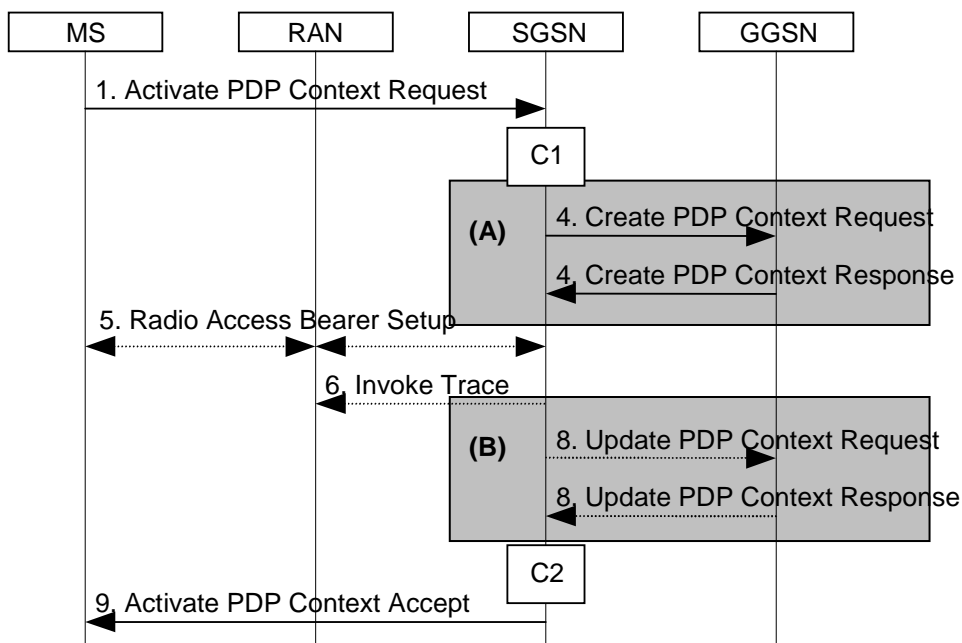 MS
RAN
SGSN
GGSN
1. Activate PDP Context Request
C1
(A)
4. Create PDP Context Request
4. Create PDP Context Response
5. Radio Access Bearer Setup
6. Invoke Trace
(B)
8. Update PDP Context Request
8. Update PDP Context Response
C2
9. Activate PDP Context Accept